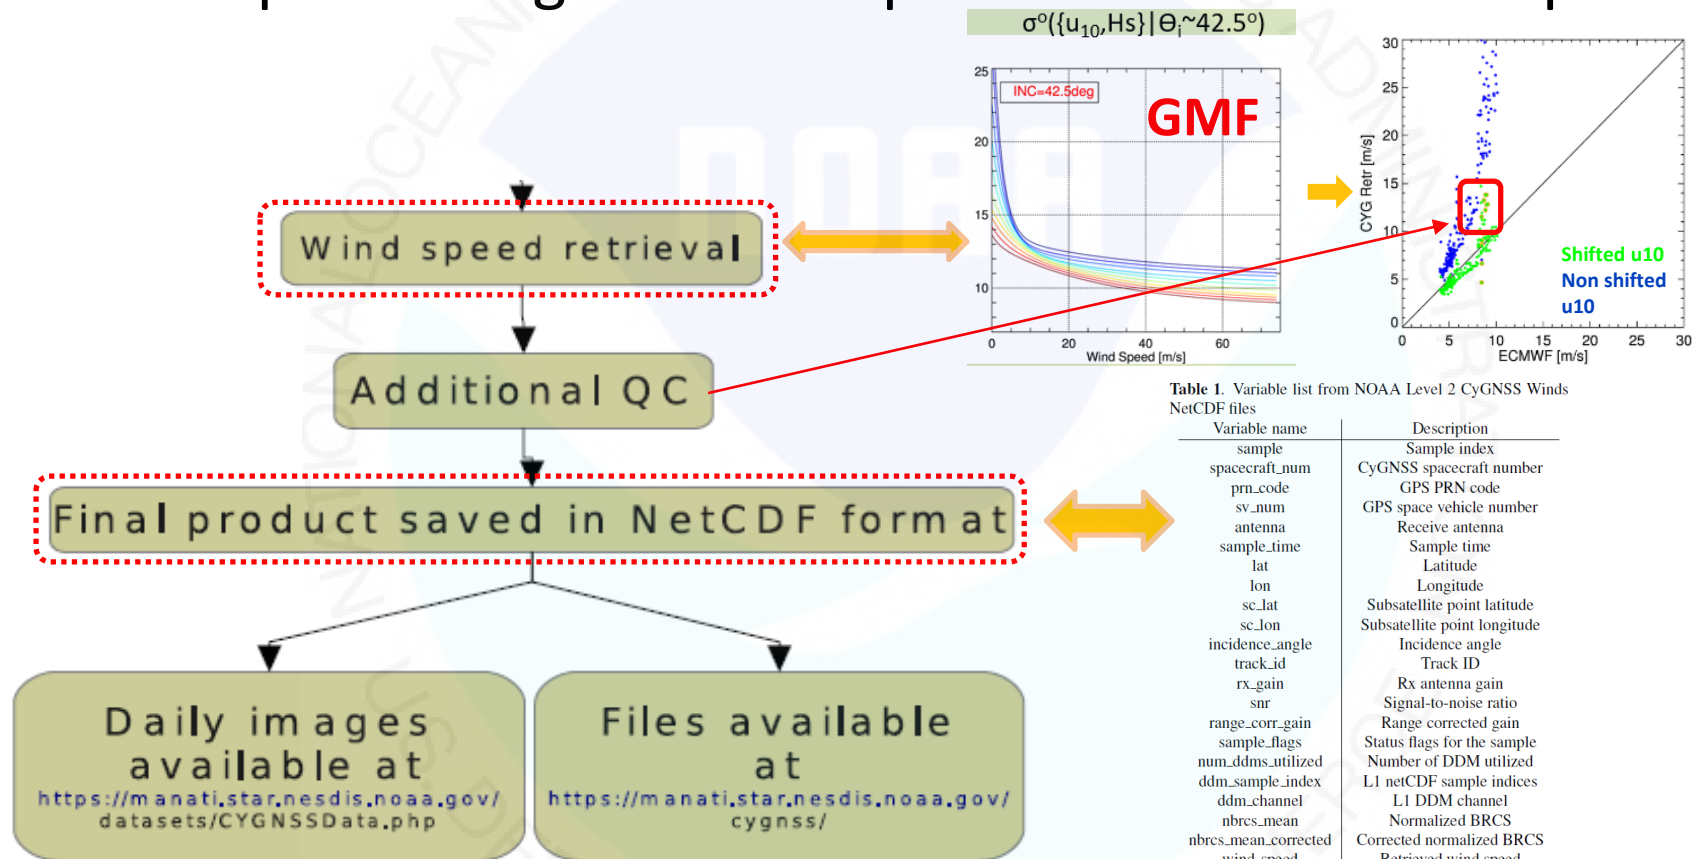 σ⁰({u₁₀,Hs}|Θᵢ~42.5⁰)
INC=42.5deg
GMF
25
20
15
10
0
20
40
60
Wind Speed [m/s]
CYG Retr [m/s]
30
25
20
15
10
5
0
0
5
10
15
20
25
30
ECMWF [m/s]
Shifted u10
Non shifted
u10
Wind speed retrieval
Additional QC
Final product saved in NetCDF format
Daily images
available at
https://manati.star.nesdis.noaa.gov/
datasets/CYGNSSData.php
Files available
at
https://manati.star.nesdis.noaa.gov/
cygnss/
Table 1. Variable list from NOAA Level 2 CyGNSS Winds
NetCDF files
Variable name Description
sample Sample index
spacecraft_num CyGNSS spacecraft number
prn_code GPS PRN code
sv_num GPS space vehicle number
antenna Receive antenna
sample_time Sample time
lat Latitude
lon Longitude
sc_lat Subsatellite point latitude
sc_lon Subsatellite point longitude
incidence_angle Incidence angle
track_id Track ID
rx_gain Rx antenna gain
snr Signal-to-noise ratio
range_corr_gain Range corrected gain
sample_flags Status flags for the sample
num_ddms_utilized Number of DDM utilized
ddm_sample_index L1 netCDF sample indices
ddm_channel L1 DDM channel
nbrcs_mean Normalized BRCS
nbrcs_mean_corrected Corrected normalized BRCS
wind_speed Retrieved wind speed
NOAA